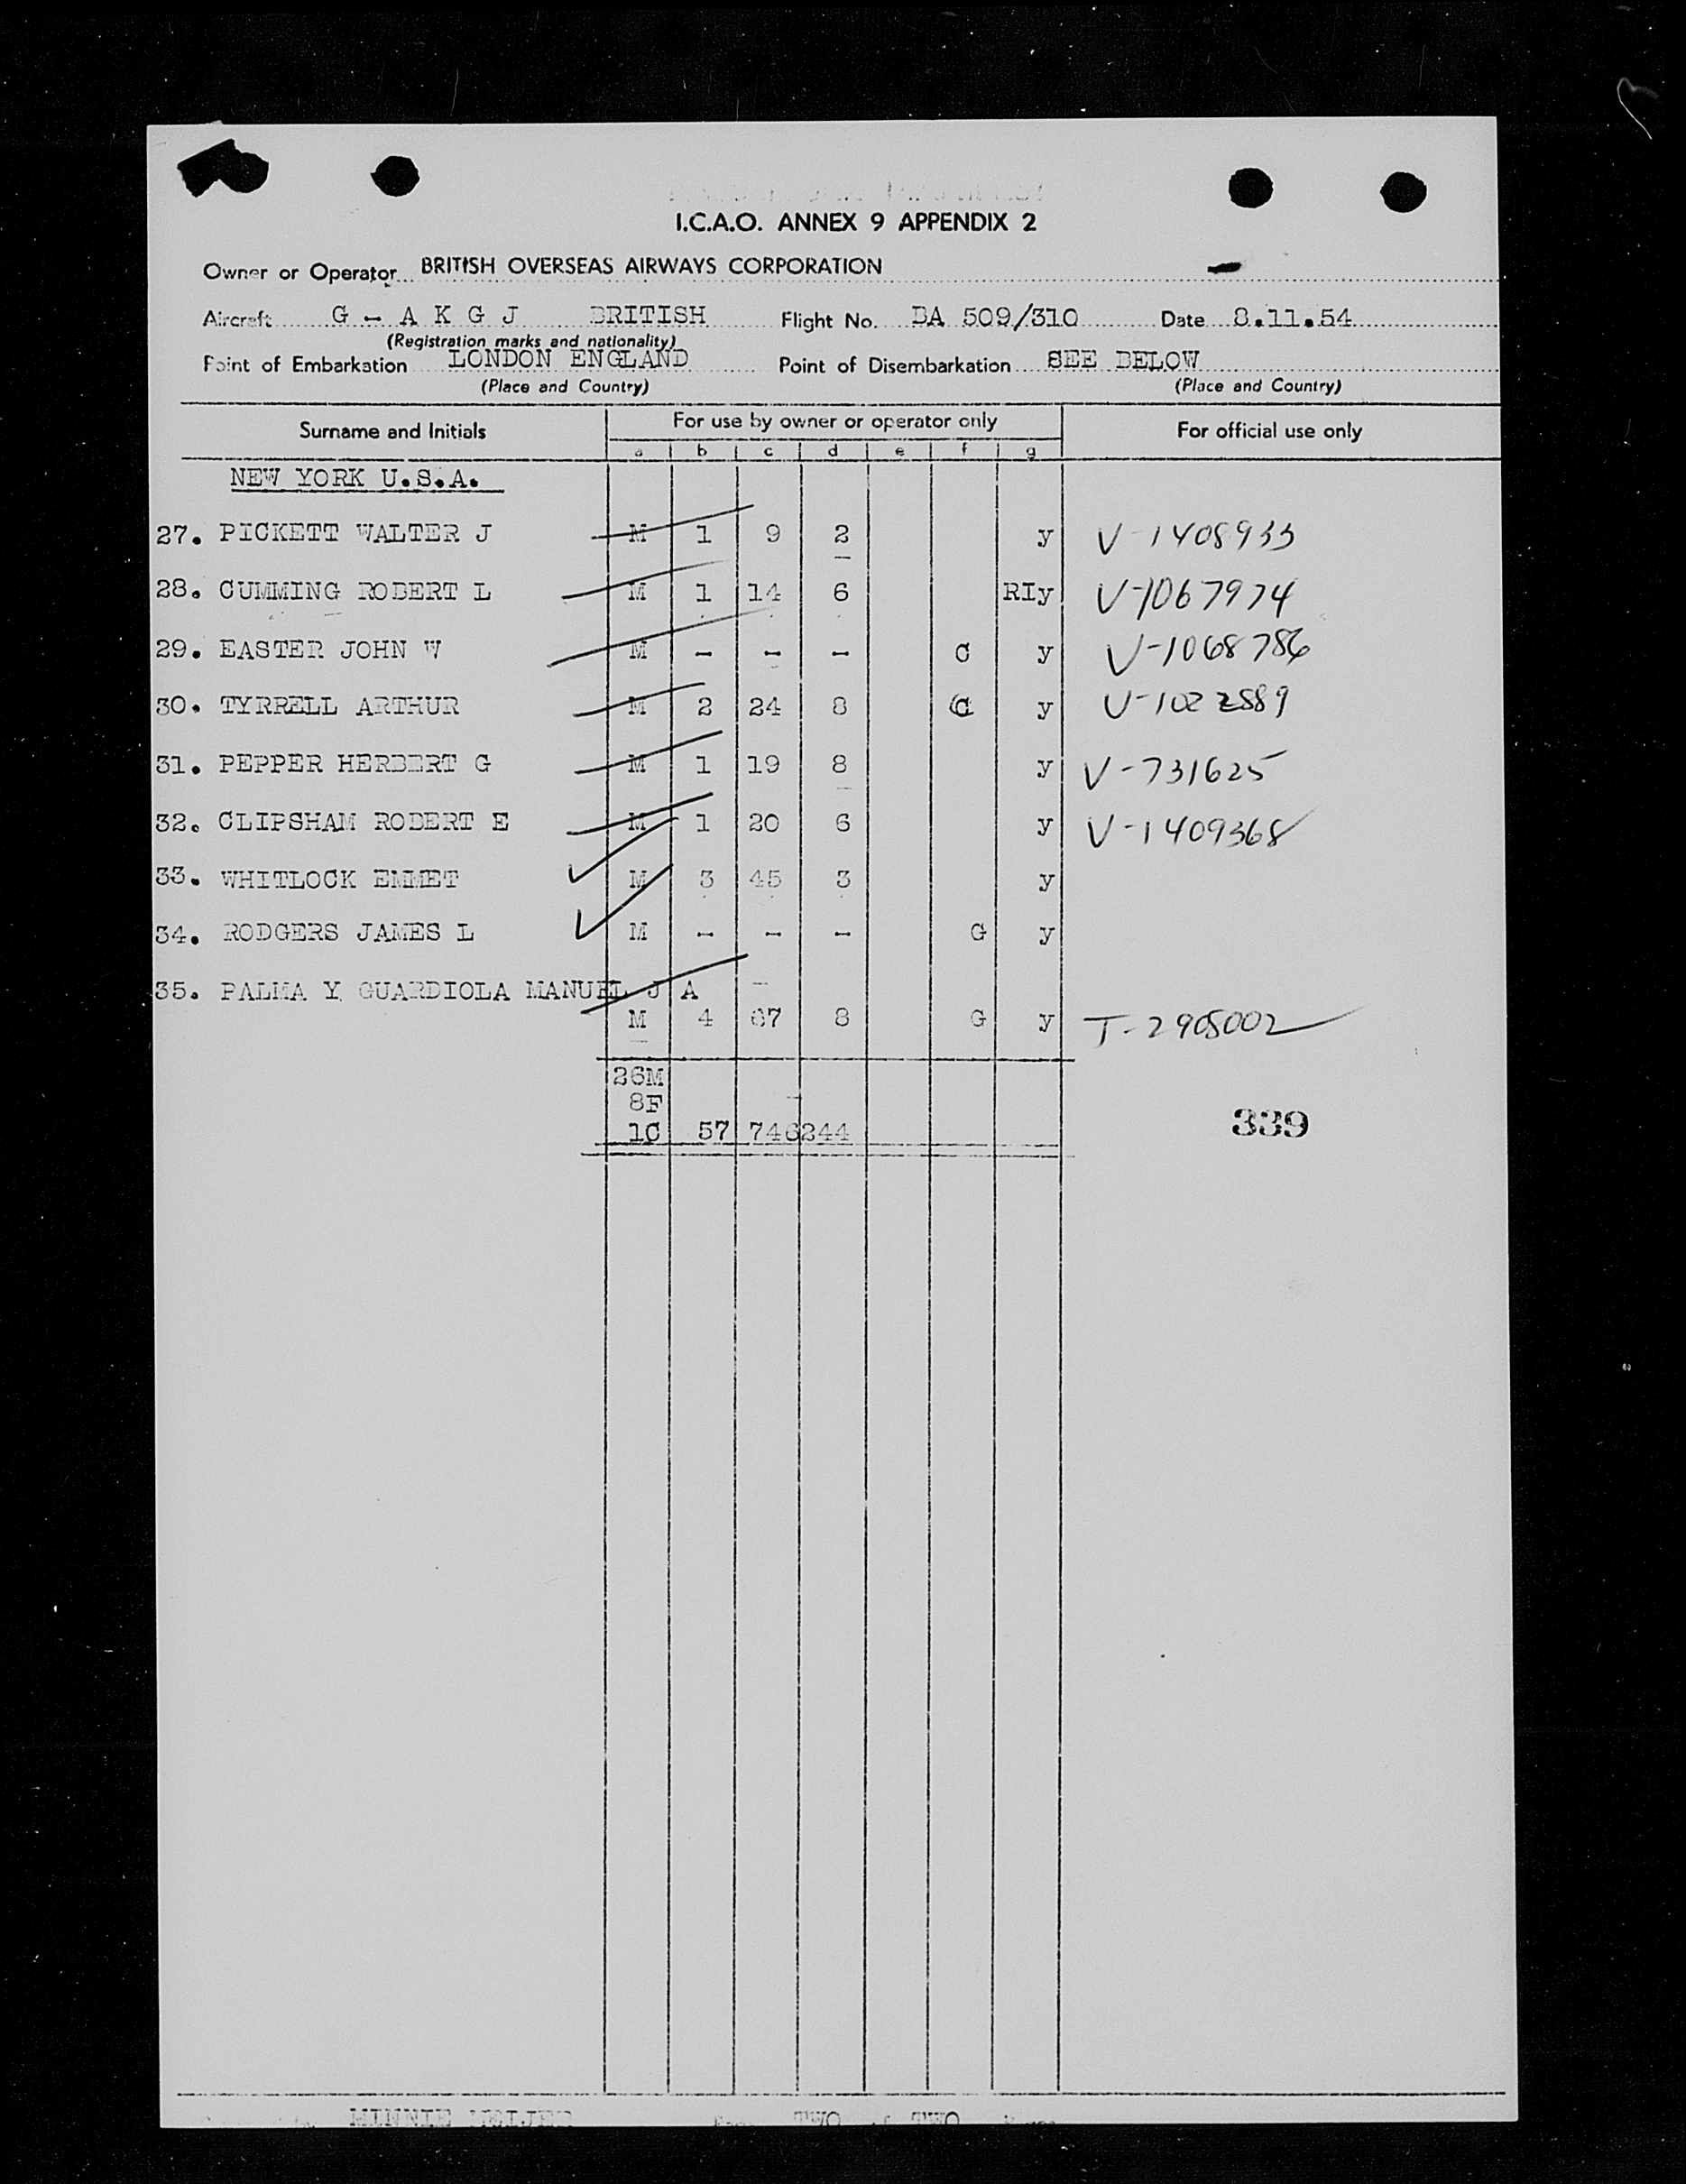 I.C.A.O. ANNEX 9 APPENDIX 2
Owner or Operator BRITISH OVERSEAS AIRWAYS CORPORATION
Aircraft G - A K G J BRITISH Flight No. BA 509/310 Date 8.11.54
(Registration marks and nationality)
Point of Embarkation LONDON ENGLAND Point of Disembarkation SEE BELOW
(Place and Country) (Place and Country)
Surname and Initials For use by owner or operator only For official use only
a b c d e f g
NEW YORK U.S.A.
27. PICKETT WALTER J M 1 9 2 y V-1408933
28. CUMMING ROBERT L M 1 14 6 RIy V-1067974
29. EASTER JOHN W M - - - C y V-1068786
30. TYRRELL ARTHUR M 2 24 8 G y V-1022889
31. PEPPER HERBERT G M 1 19 8 y V-731625
32. CLIPSHAM ROBERT E M 1 20 6 y V-1409368
33. WHITLOCK EMMET M 3 45 3 y
34. RODGERS JAMES L M - - - G y
35. PALMA Y GUARDIOLA MANUEL J A
M 4 67 8 G y T-2905002
26M
8F
1C 57 746 244
339
MINNIE MEIJER TWO of TWO